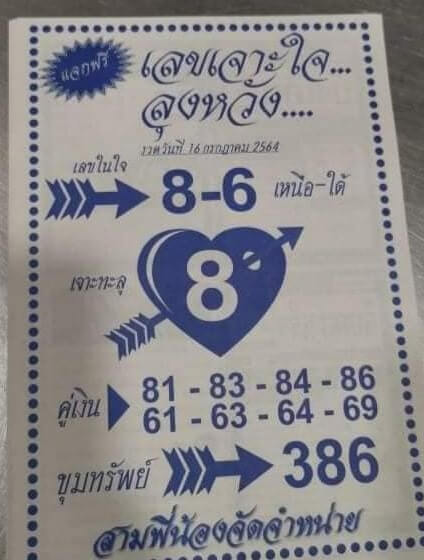 แจกฟรี
เลขเจาะใจ...
ลุงหวัง....
งวดวันที่ 16 กรกฎาคม 2564
เลขในใจ
8-6 เหนือ-ใต้
เจาะทะลุ
8
คู่เงิน
81 - 83 - 84 - 86
61 - 63 - 64 - 69
ขุมทรัพย์ 386
สามพี่น้องจัดจำหน่าย